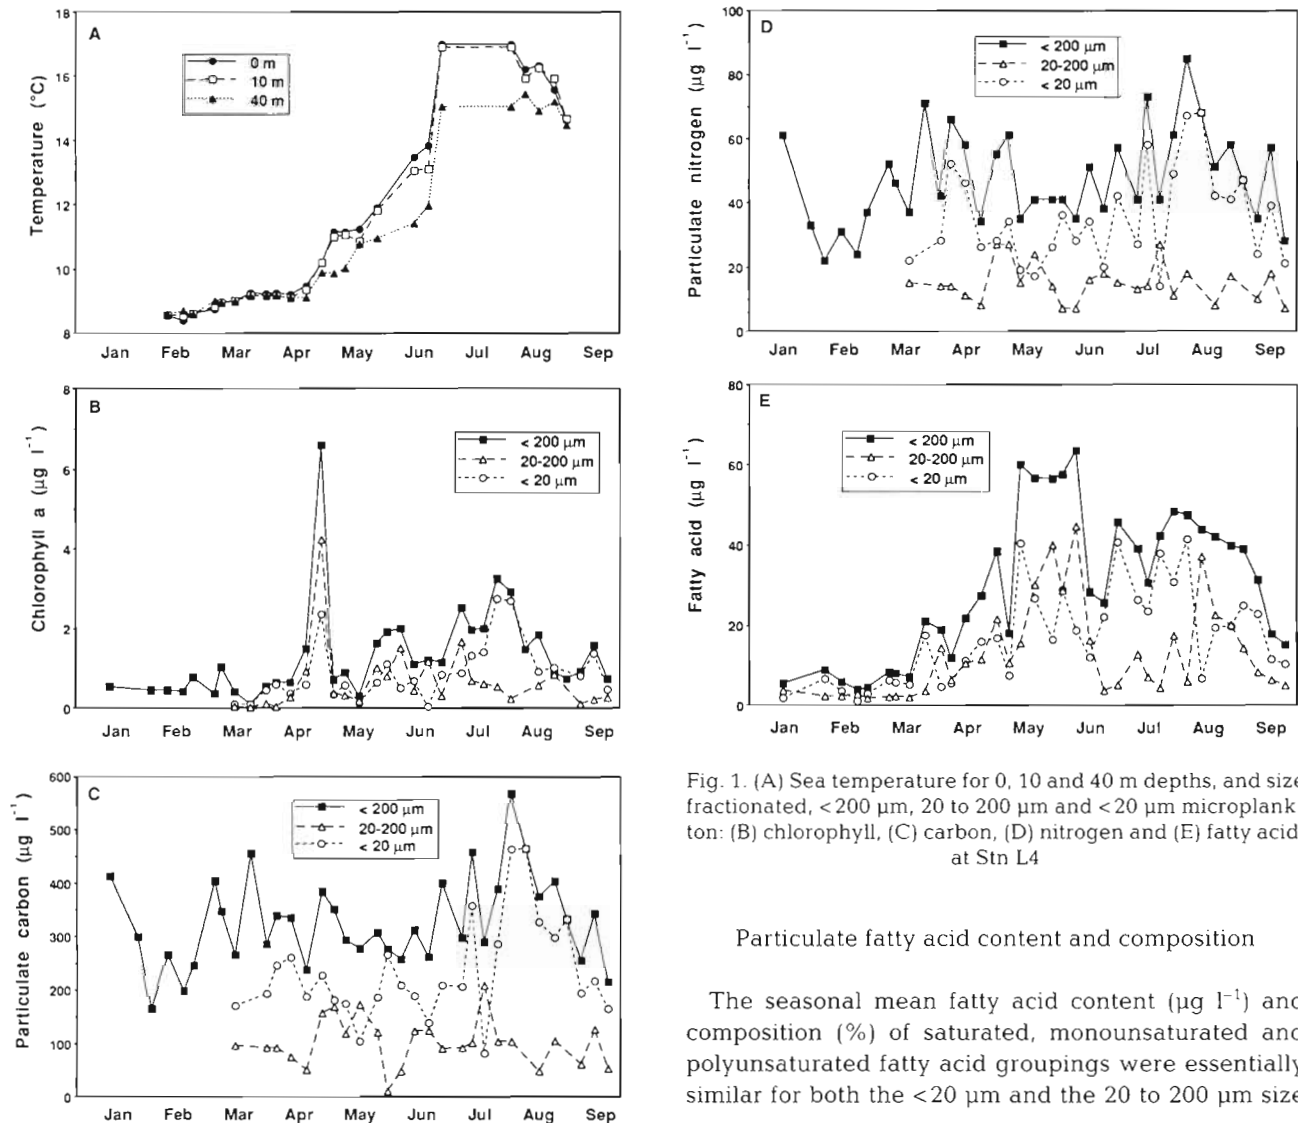 A
0 m
10 m
40 m
Temperature (°C)
18
16
14
12
10
8
Jan Feb Mar Apr May Jun Jul Aug Sep
B
< 200 µm
20-200 µm
< 20 µm
Chlorophyll a (µg l⁻¹)
8
6
4
2
0
Jan Feb Mar Apr May Jun Jul Aug Sep
C
< 200 µm
20-200 µm
< 20 µm
Particulate carbon (µg l⁻¹)
600
500
400
300
200
100
0
Jan Feb Mar Apr May Jun Jul Aug Sep
D
< 200 µm
20-200 µm
< 20 µm
Particulate nitrogen (µg l⁻¹)
100
80
60
40
20
0
Jan Feb Mar Apr May Jun Jul Aug Sep
E
< 200 µm
20-200 µm
< 20 µm
Fatty acid (µg l⁻¹)
80
60
40
20
0
Jan Feb Mar Apr May Jun Jul Aug Sep
Fig. 1. (A) Sea temperature for 0, 10 and 40 m depths, and size
fractionated, <200 µm, 20 to 200 µm and <20 µm microplank
ton: (B) chlorophyll, (C) carbon, (D) nitrogen and (E) fatty acid
at Stn L4
Particulate fatty acid content and composition
The seasonal mean fatty acid content (µg l⁻¹) and
composition (%) of saturated, monounsaturated and
polyunsaturated fatty acid groupings were essentially
similar for both the <20 µm and the 20 to 200 µm size